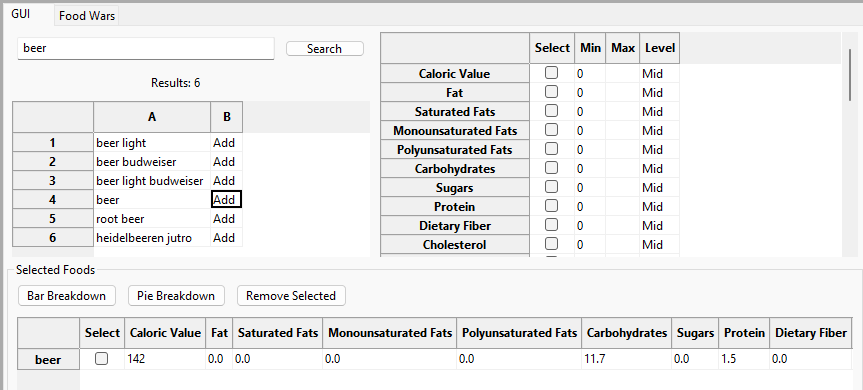 GUI Food Wars
beer Search
Results: 6
A B
1 beer light Add
2 beer budweiser Add
3 beer light budweiser Add
4 beer Add
5 root beer Add
6 heidelbeeren jutro Add
Select Min Max Level
Caloric Value 0 Mid
Fat 0 Mid
Saturated Fats 0 Mid
Monounsaturated Fats 0 Mid
Polyunsaturated Fats 0 Mid
Carbohydrates 0 Mid
Sugars 0 Mid
Protein 0 Mid
Dietary Fiber 0 Mid
Cholesterol 0 Mid
Selected Foods
Bar Breakdown Pie Breakdown Remove Selected
Select Caloric Value Fat Saturated Fats Monounsaturated Fats Polyunsaturated Fats Carbohydrates Sugars Protein Dietary Fiber
beer 142 0.0 0.0 0.0 0.0 11.7 0.0 1.5 0.0